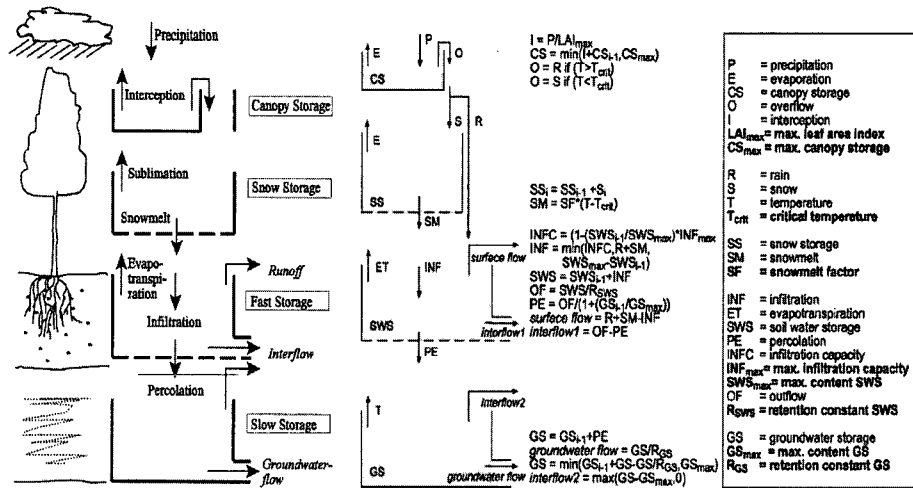 Precipitation
Interception
Canopy Storage
Sublimation
Snow Storage
Snowmelt
Evapo-
transpi-
ration
Runoff
Fast Storage
Infiltration
Interflow
Percolation
Slow Storage
Groundwater-
flow
P
E
O
CS
S
R
E
SS
SM
surface flow
ET
INF
SWS
interflow1
PE
interflow2
T
GS
groundwater flow
I = P/LAImax
CS = min(I+CSi-1,CSmax)
O = R if (T>Tcrit)
O = S if (T<Tcrit)
SSi = SSi-1 + Si
SM = SF*(T-Tcrit)
INFC = (1-(SWSi-1/SWSmax)*INFmax
INF = min(INFC,R+SM,
SWSmax-SWSi-1)
SWS = SWSi-1+INF
OF = SWS/RSWS
PE = OF/(1+(GSi-1/GSmax))
surface flow = R+SM-INF
interflow1 = OF-PE
GS = GSi-1+PE
groundwater flow = GS/RGS
GS = min(GSi-1+GS-GS/RGS,GSmax)
interflow2 = max(GS-GSmax,0)
P = precipitation
E = evaporation
CS = canopy storage
O = overflow
I = interception
LAImax= max. leaf area index
CSmax = max. canopy storage
R = rain
S = snow
T = temperature
Tcrit = critical temperature
SS = snow storage
SM = snowmelt
SF = snowmelt factor
INF = infiltration
ET = evapotranspiration
SWS = soil water storage
PE = percolation
INFC = infiltration capacity
INFmax= max. infiltration capacity
SWSmax= max. content SWS
OF = outflow
RSWS = retention constant SWS
GS = groundwater storage
GSmax = max. content GS
RGS = retention constant GS